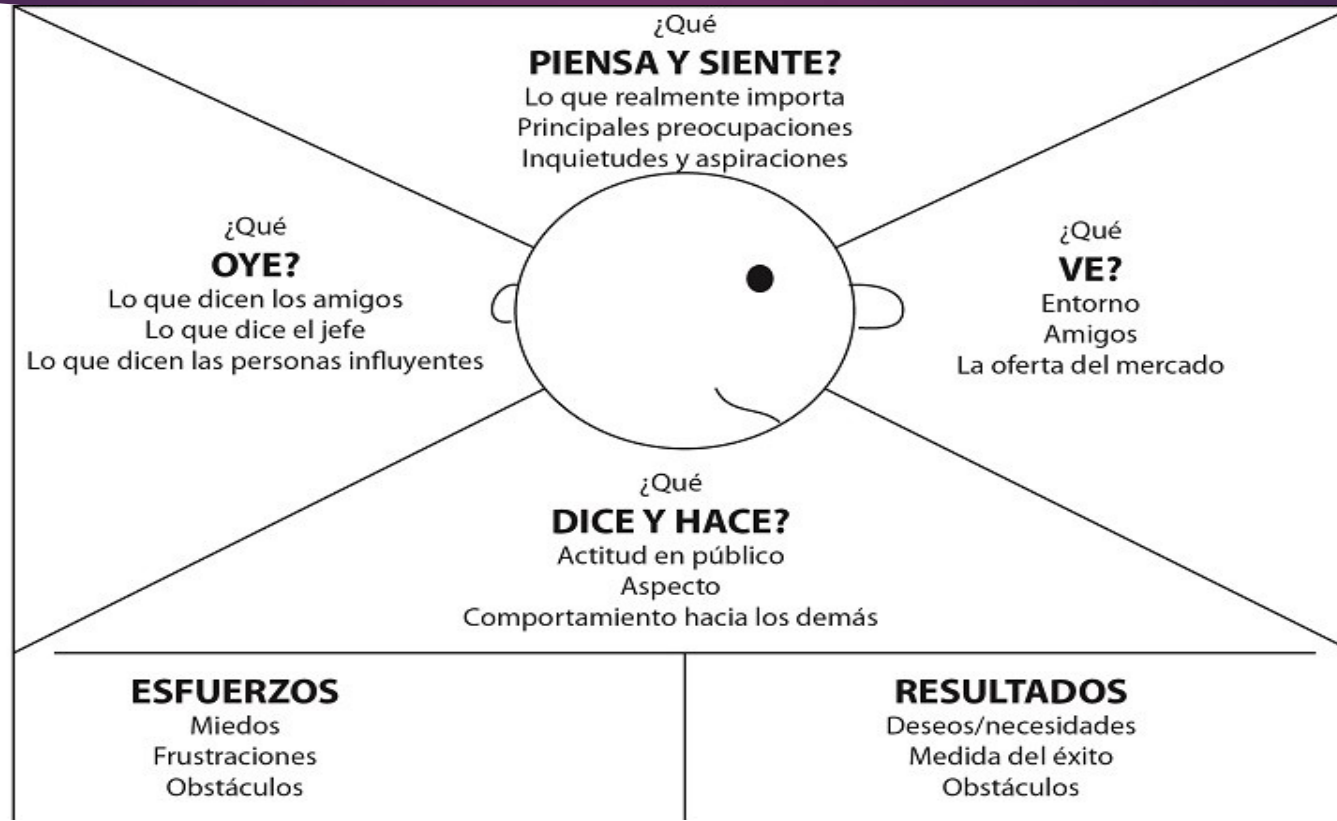 ¿Qué
PIENSA Y SIENTE?
Lo que realmente importa
Principales preocupaciones
Inquietudes y aspiraciones
¿Qué
OYE?
Lo que dicen los amigos
Lo que dice el jefe
Lo que dicen las personas influyentes
¿Qué
VE?
Entorno
Amigos
La oferta del mercado
¿Qué
DICE Y HACE?
Actitud en público
Aspecto
Comportamiento hacia los demás
ESFUERZOS
Miedos
Frustraciones
Obstáculos
RESULTADOS
Deseos/necesidades
Medida del éxito
Obstáculos